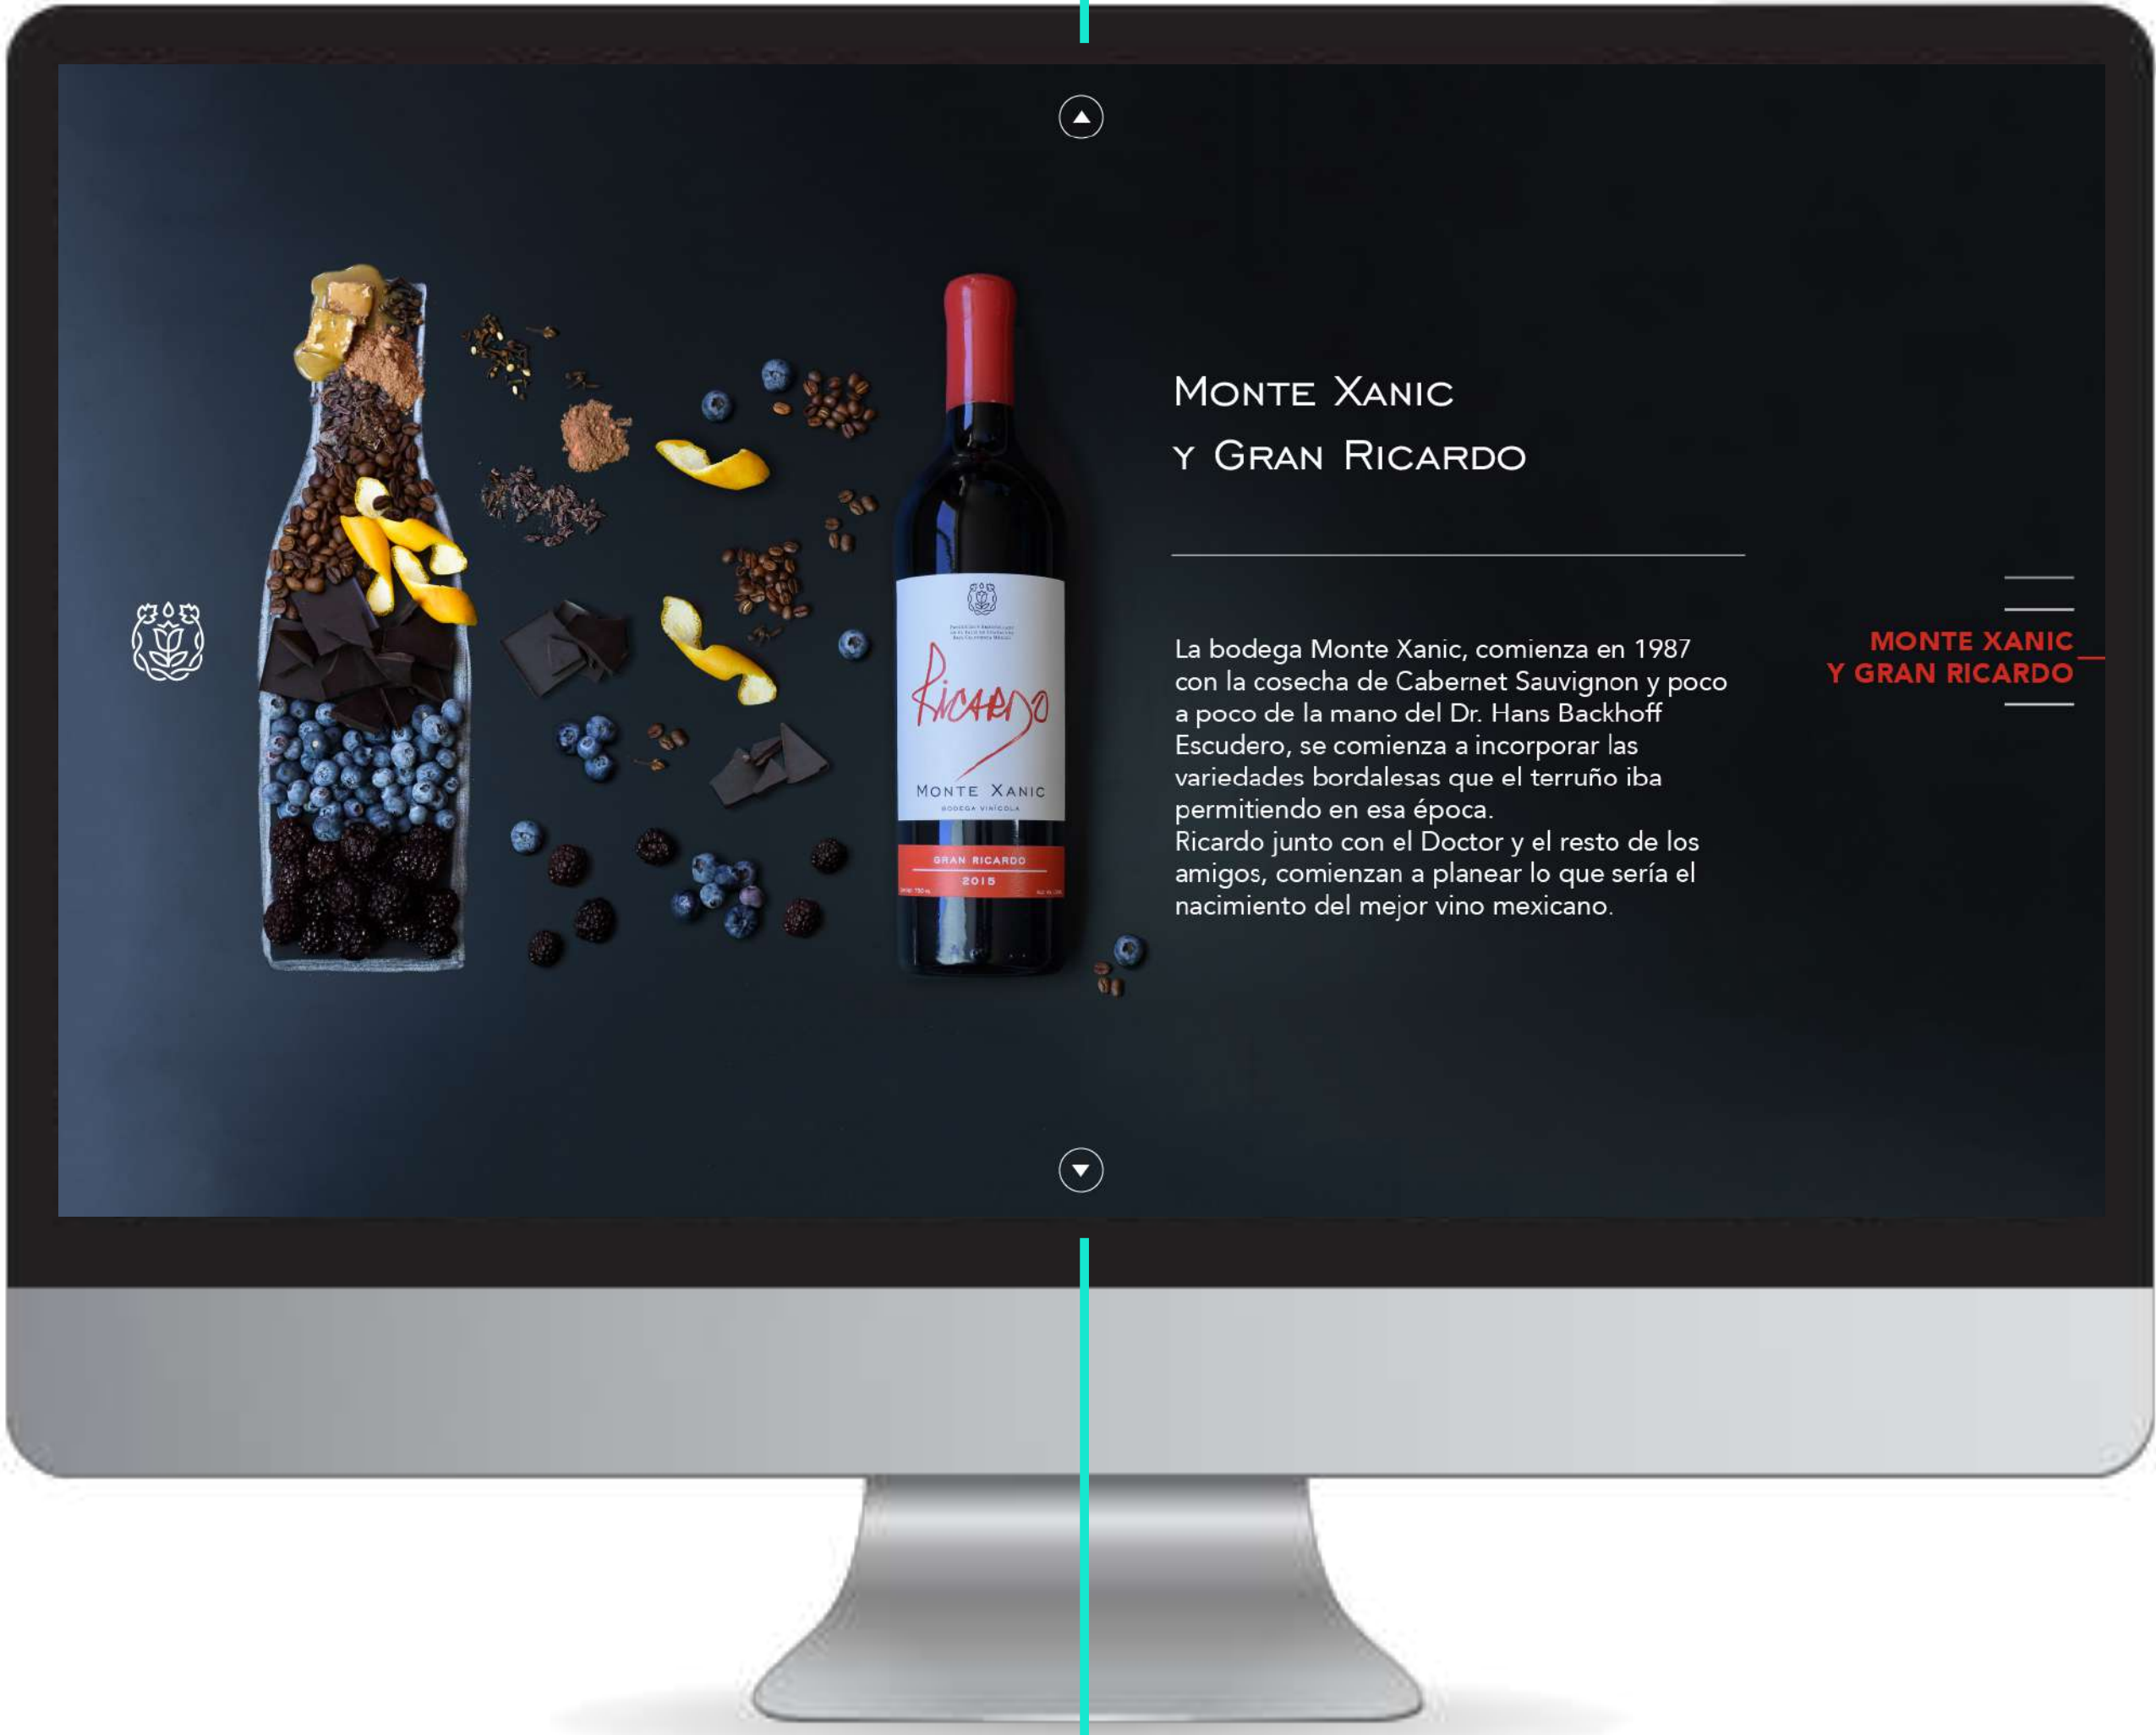 MONTE XANIC
Y GRAN RICARDO
La bodega Monte Xanic, comienza en 1987
con la cosecha de Cabernet Sauvignon y poco
a poco de la mano del Dr. Hans Backhoff
Escudero, se comienza a incorporar las
variedades bordalesas que el terruño iba
permitiendo en esa época.
Ricardo junto con el Doctor y el resto de los
amigos, comienzan a planear lo que sería el
nacimiento del mejor vino mexicano.
MONTE XANIC
Y GRAN RICARDO
RICARDO
MONTE XANIC
BODEGA VINÍCOLA
GRAN RICARDO
2015